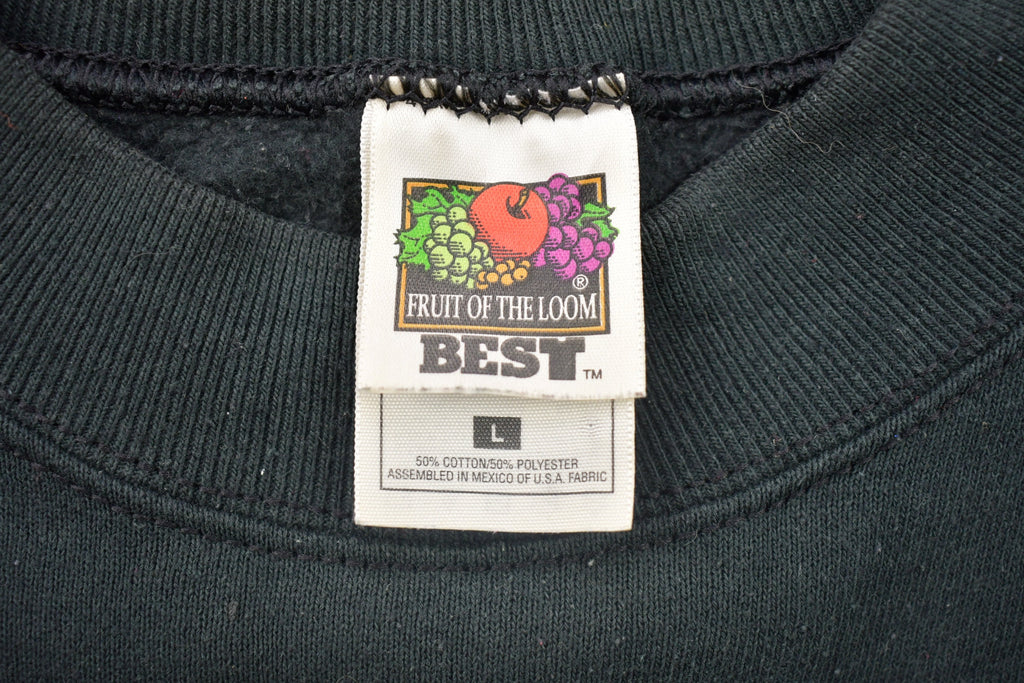 ®
FRUIT OF THE LOOM
BEST™
L
50% COTTON/50% POLYESTER
ASSEMBLED IN MEXICO OF U.S.A. FABRIC